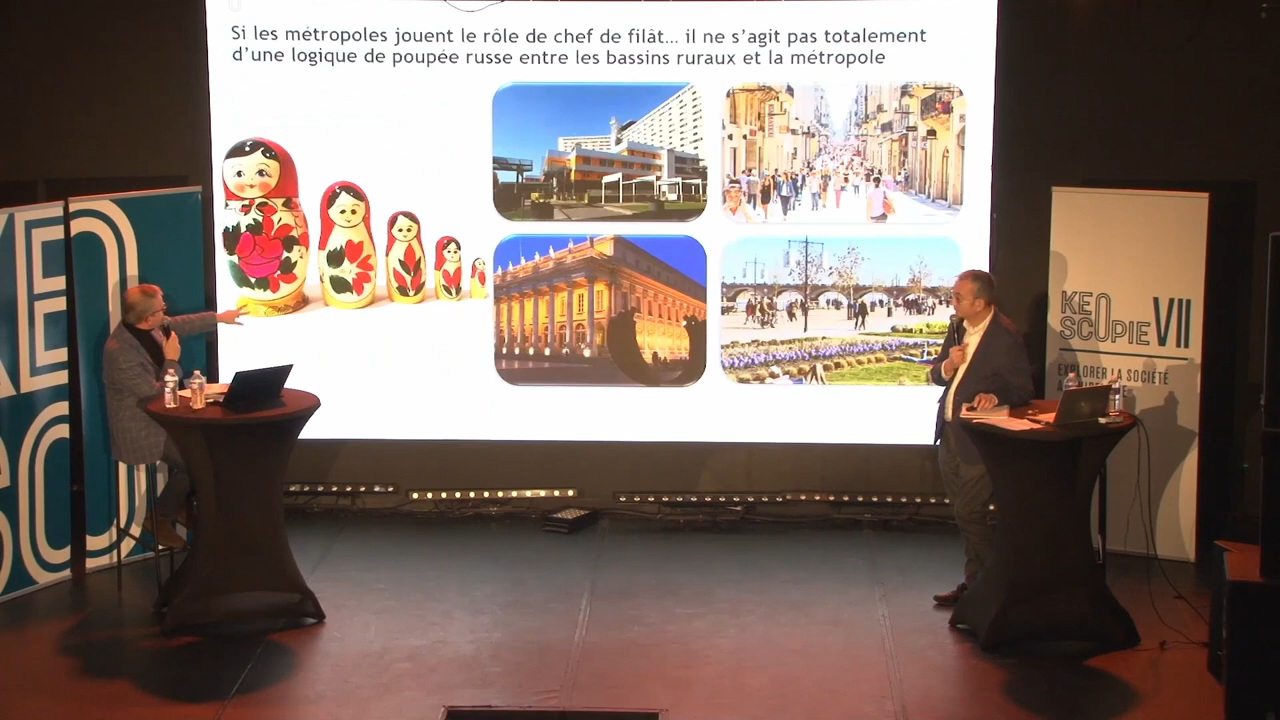 Si les métropoles jouent le rôle de chef de filât... il ne s'agit pas totalement
d'une logique de poupée russe entre les bassins ruraux et la métropole
KEO
SCOPIE VII
EXPLORER LA SOCIÉTÉ